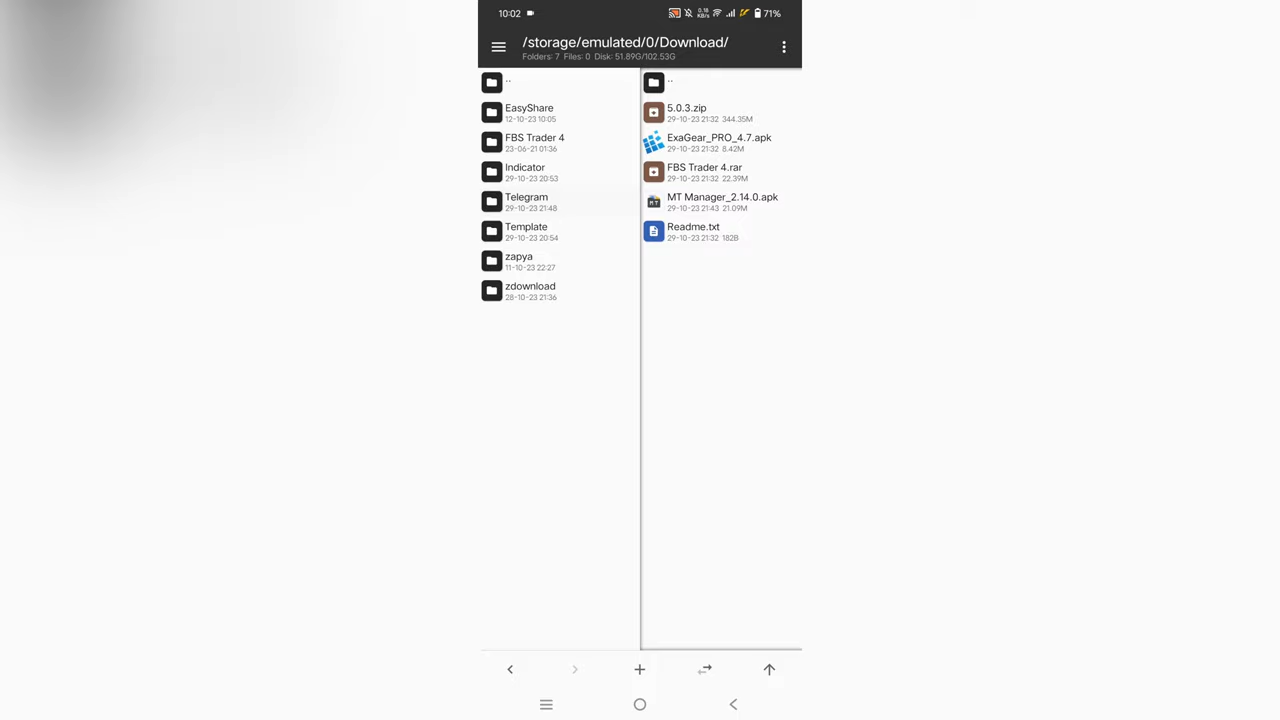 10:02 0.16 KB/s 71%
/storage/emulated/0/Download/
Folders: 7 Files: 0 Disk: 51.89G/102.53G
..
EasyShare
12-10-23 10:05
FBS Trader 4
23-06-21 01:36
Indicator
29-10-23 20:53
Telegram
29-10-23 21:48
Template
29-10-23 20:54
zapya
11-10-23 22:27
zdownload
28-10-23 21:36
..
5.0.3.zip
29-10-23 21:32 344.35M
ExaGear_PRO_4.7.apk
29-10-23 21:32 8.42M
FBS Trader 4.rar
29-10-23 21:32 22.39M
MT Manager_2.14.0.apk
29-10-23 21:43 21.09M
Readme.txt
29-10-23 21:32 182B